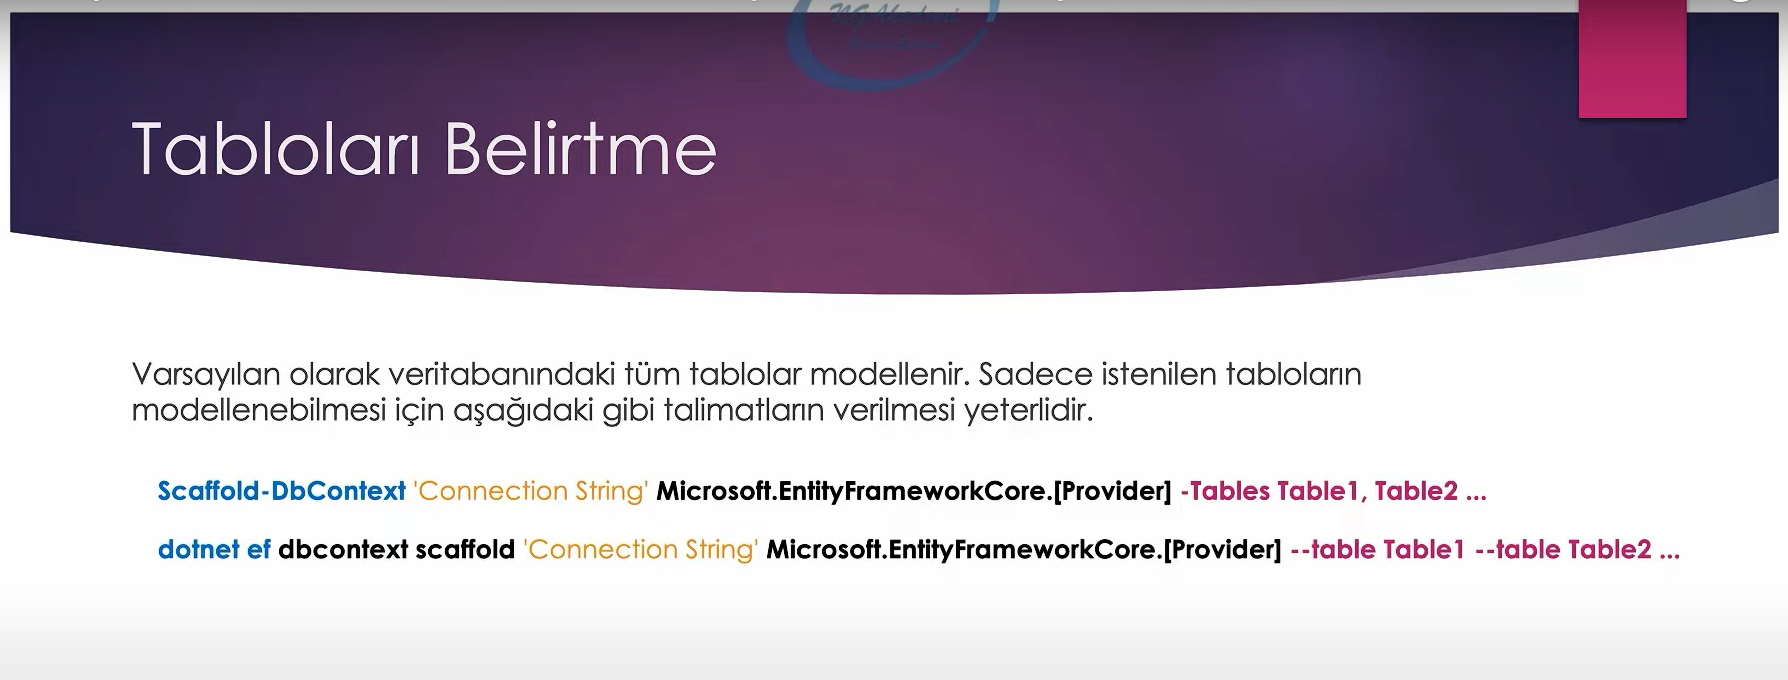 NGAkademi
Tabloları Belirtme
Varsayılan olarak veritabanındaki tüm tablolar modellenir. Sadece istenilen tabloların
modellenebilmesi için aşağıdaki gibi talimatların verilmesi yeterlidir.
Scaffold-DbContext 'Connection String' Microsoft.EntityFrameworkCore.[Provider] -Tables Table1, Table2 ...
dotnet ef dbcontext scaffold 'Connection String' Microsoft.EntityFrameworkCore.[Provider] --table Table1 --table Table2 ...